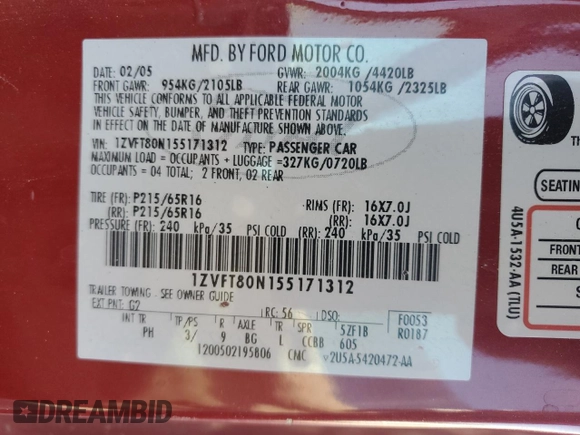 MFD. BY FORD MOTOR CO.
DATE: 02/05 GVWR: 2004KG /4420LB
FRONT GAWR: 954KG/2105LB REAR GAWR: 1054KG /2325LB
THIS VEHICLE CONFORMS TO ALL APPLICABLE FEDERAL MOTOR
VEHICLE SAFETY, BUMPER, AND THEFT PREVENTION STANDARDS
IN EFFECT ON THE DATE OF MANUFACTURE SHOWN ABOVE.
VIN: 1ZVFT80N155171312 TYPE: PASSENGER CAR
MAXIMUM LOAD = OCCUPANTS + LUGGAGE =327KG/0720LB
OCCUPANTS = 04 TOTAL; 2 FRONT, 02 REAR
TIRE (FR): P215/65R16 RIMS (FR): 16X7.0J
(RR): P215/65R16 (RR): 16X7.0J
PRESSURE (FR): 240 kPa/35 PSI COLD (RR): 240 kPa/35 PSI COLD
1ZVFT80N155171312
TRAILER TOWING - SEE OWNER GUIDE
EXT PNT: G2 RC: 56 DSO: F0053
INT TR TP/PS R AXLE TR SPR 5ZF1B R0187
PH 3/ 9 BG L CCBB 605
1200502195806 CMC 2U5A-5420472-AA
4U5A-1532-AA (TLU)
TH
SEATIN
FRONT
REAR
DREAMBID